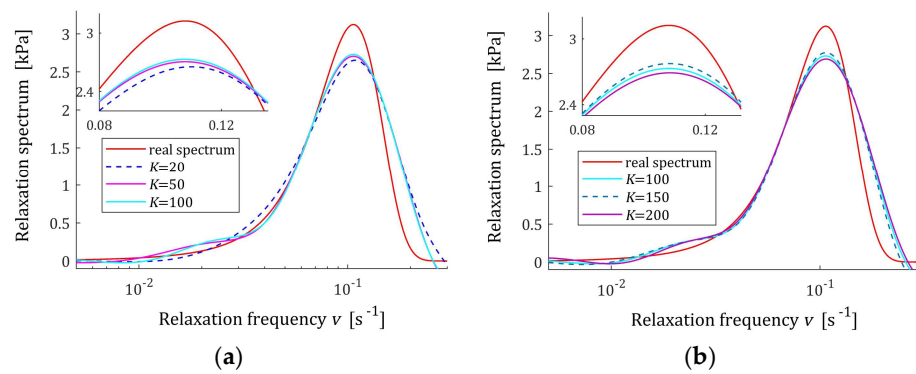 Relaxation spectrum [kPa]
3
2.5
2
1.5
1
0.5
0
3
2.4
0.08
0.12
real spectrum
K=20
K=50
K=100
10⁻²
10⁻¹
Relaxation frequency v [s⁻¹]
(a)
Relaxation spectrum [kPa]
3
2.5
2
1.5
1
0.5
0
3
2.4
0.08
0.12
real spectrum
K=100
K=150
K=200
10⁻²
10⁻¹
Relaxation frequency v [s⁻¹]
(b)